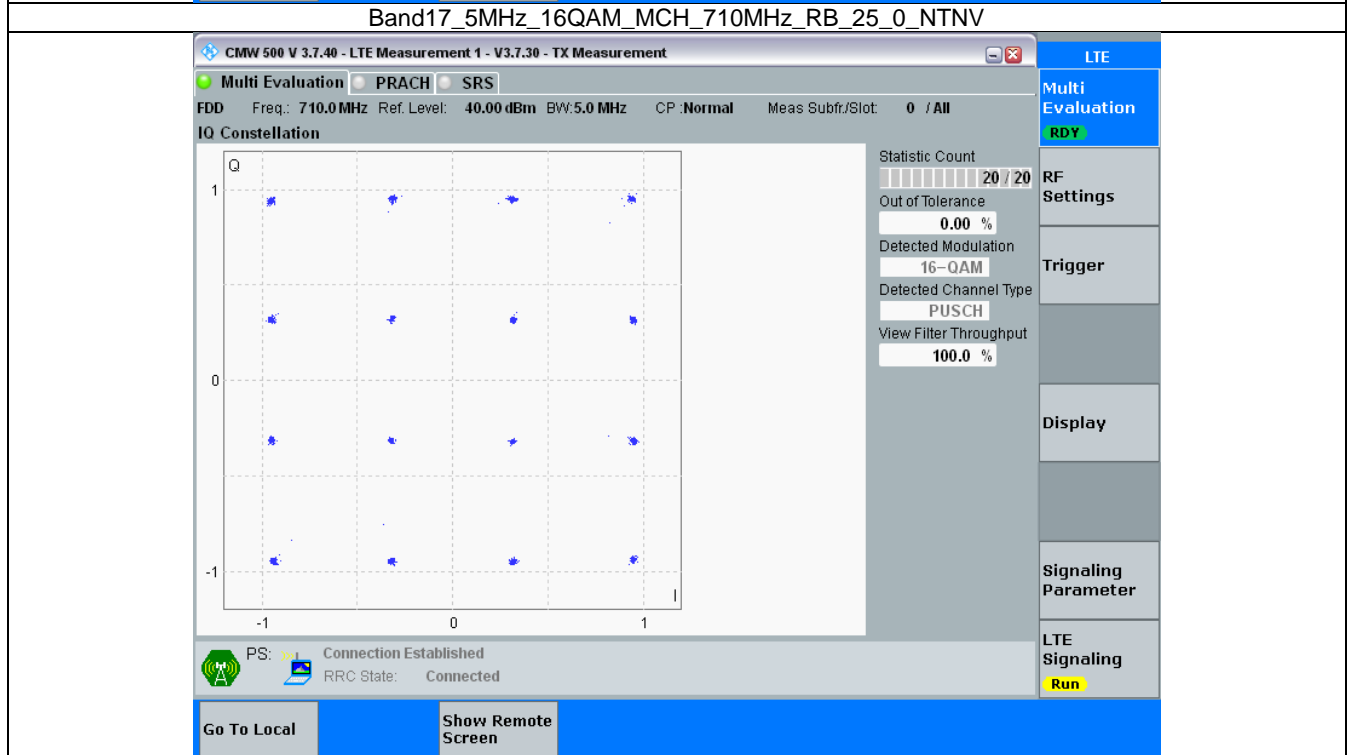 Band17_5MHz_16QAM_MCH_710MHz_RB_25_0_NTNV
CMW 500 V 3.7.40 - LTE Measurement 1 - V3.7.30 - TX Measurement
LTE
Multi Evaluation PRACH SRS
Multi Evaluation
RDY
FDD Freq.: 710.0 MHz Ref. Level: 40.00 dBm BW: 5.0 MHz CP : Normal Meas Subfr./Slot: 0 / All
IQ Constellation
Q
1
0
-1
-1 0 1
I
Statistic Count
20 / 20
Out of Tolerance
0.00 %
Detected Modulation
16-QAM
Detected Channel Type
PUSCH
View Filter Throughput
100.0 %
RF
Settings
Trigger
Display
Signaling
Parameter
LTE
Signaling
Run
PS: Connection Established
RRC State: Connected
Go To Local
Show Remote
Screen